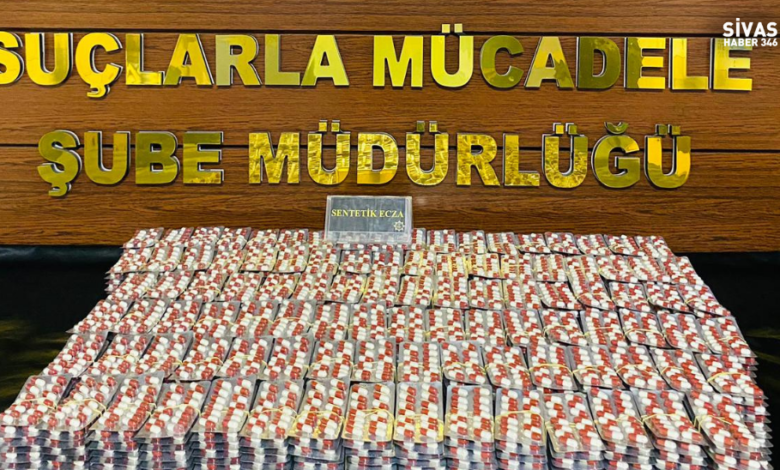 SİVAS
HABER 346
SUÇLARLA MÜCADELE
ŞUBE MÜDÜRLÜĞÜ
SENTETİK ECZA